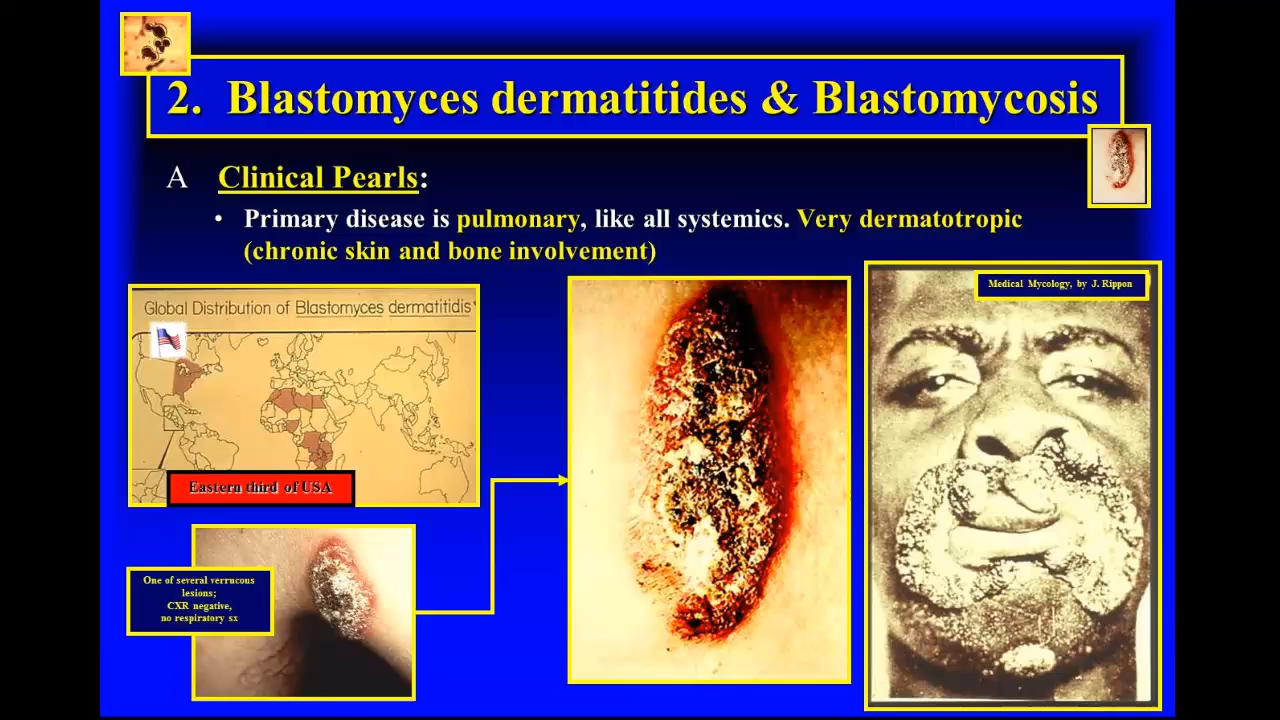 2. Blastomyces dermatitides & Blastomycosis
A Clinical Pearls:
• Primary disease is pulmonary, like all systemics. Very dermatotropic
(chronic skin and bone involvement)
Global Distribution of Blastomyces dermatitidis
Eastern third of USA
One of several verrucous
lesions;
CXR negative,
no respiratory sx
Medical Mycology, by J. Rippon